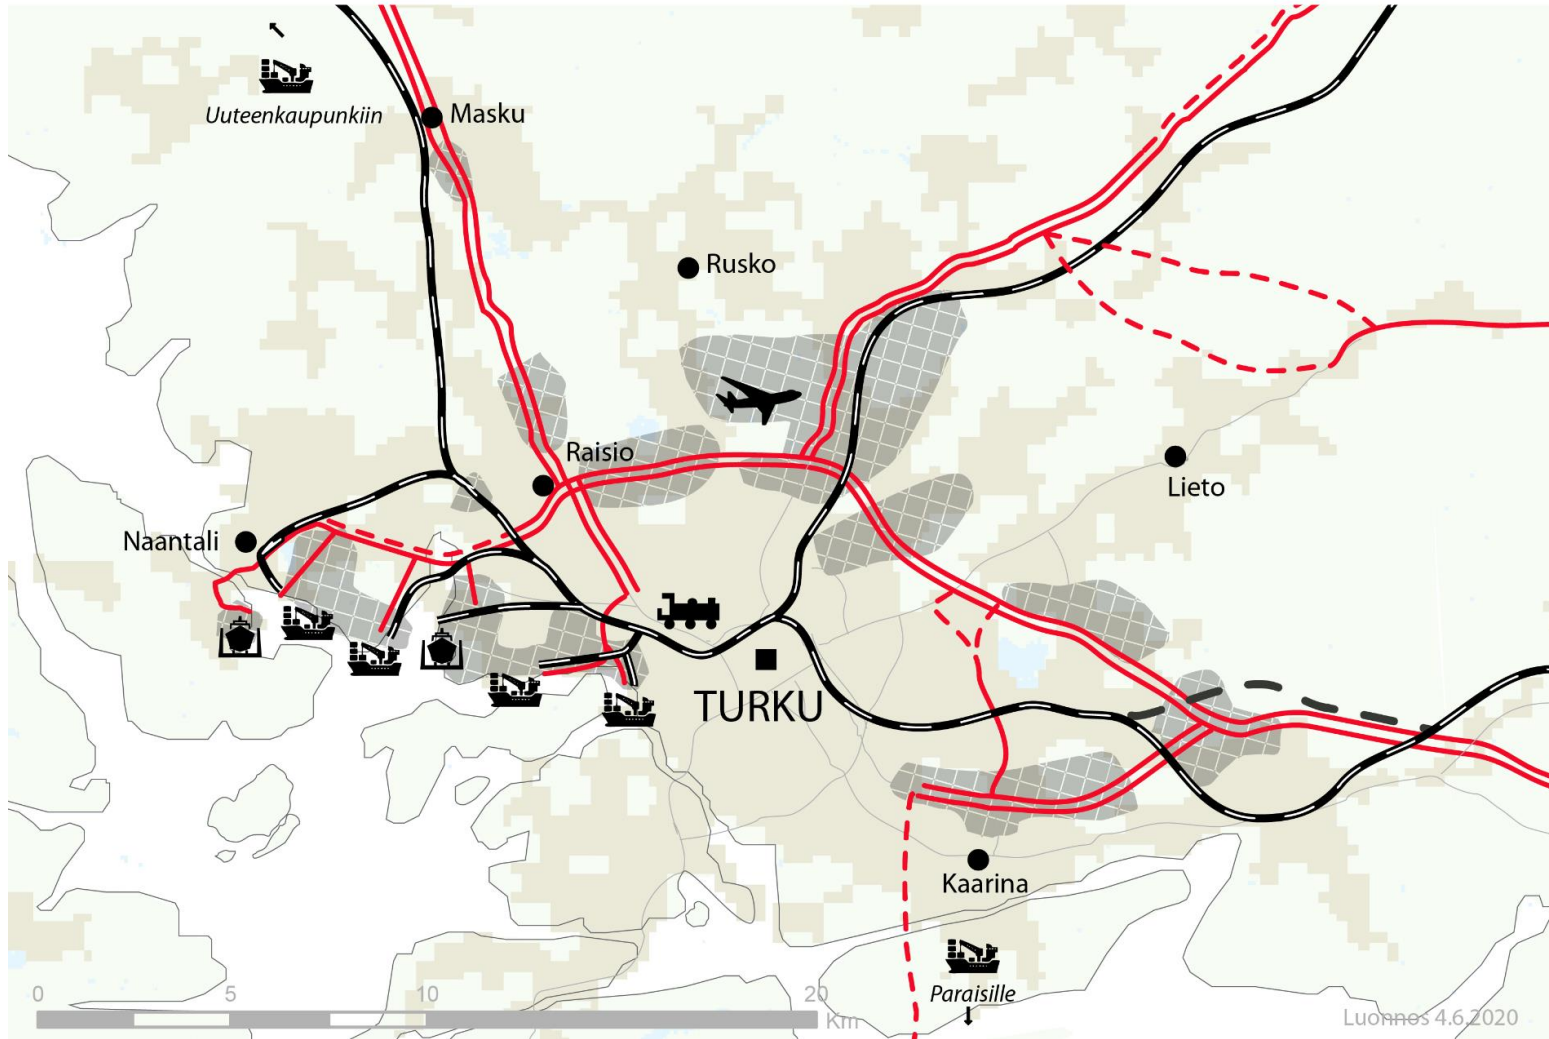 Uuteenkaupunkiin
Masku
Rusko
Raisio
Lieto
Naantali
TURKU
Kaarina
Paraisille
0 5 10 20 Km
Luonnos 4.6.2020